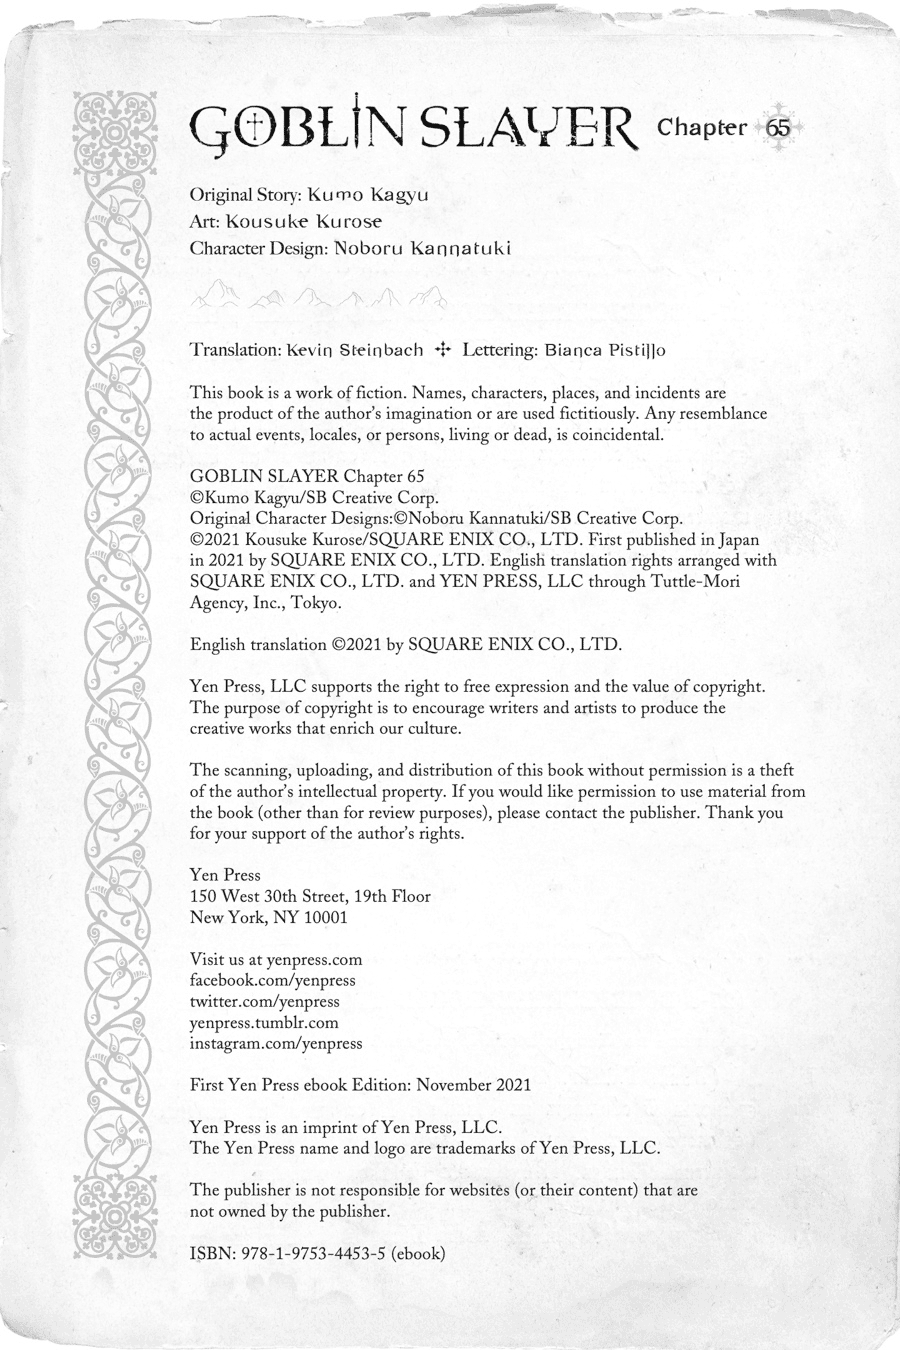 GOBLIN SLAYER Chapter 65
Original Story: Kumo Kagyu
Art: Kousuke Kurose
Character Design: Noboru Kannatuki
Translation: Kevin Steinbach Lettering: Bianca Pistillo
This book is a work of fiction. Names, characters, places, and incidents are
the product of the author's imagination or are used fictitiously. Any resemblance
to actual events, locales, or persons, living or dead, is coincidental.
GOBLIN SLAYER Chapter 65
©Kumo Kagyu/SB Creative Corp.
Original Character Designs:©Noboru Kannatuki/SB Creative Corp.
©2021 Kousuke Kurose/SQUARE ENIX CO., LTD. First published in Japan
in 2021 by SQUARE ENIX CO., LTD. English translation rights arranged with
SQUARE ENIX CO., LTD. and YEN PRESS, LLC through Tuttle-Mori
Agency, Inc., Tokyo.
English translation ©2021 by SQUARE ENIX CO., LTD.
Yen Press, LLC supports the right to free expression and the value of copyright.
The purpose of copyright is to encourage writers and artists to produce the
creative works that enrich our culture.
The scanning, uploading, and distribution of this book without permission is a theft
of the author's intellectual property. If you would like permission to use material from
the book (other than for review purposes), please contact the publisher. Thank you
for your support of the author's rights.
Yen Press
150 West 30th Street, 19th Floor
New York, NY 10001
Visit us at yenpress.com
facebook.com/yenpress
twitter.com/yenpress
yenpress.tumblr.com
instagram.com/yenpress
First Yen Press ebook Edition: November 2021
Yen Press is an imprint of Yen Press, LLC.
The Yen Press name and logo are trademarks of Yen Press, LLC.
The publisher is not responsible for websites (or their content) that are
not owned by the publisher.
ISBN: 978-1-9753-4453-5 (ebook)